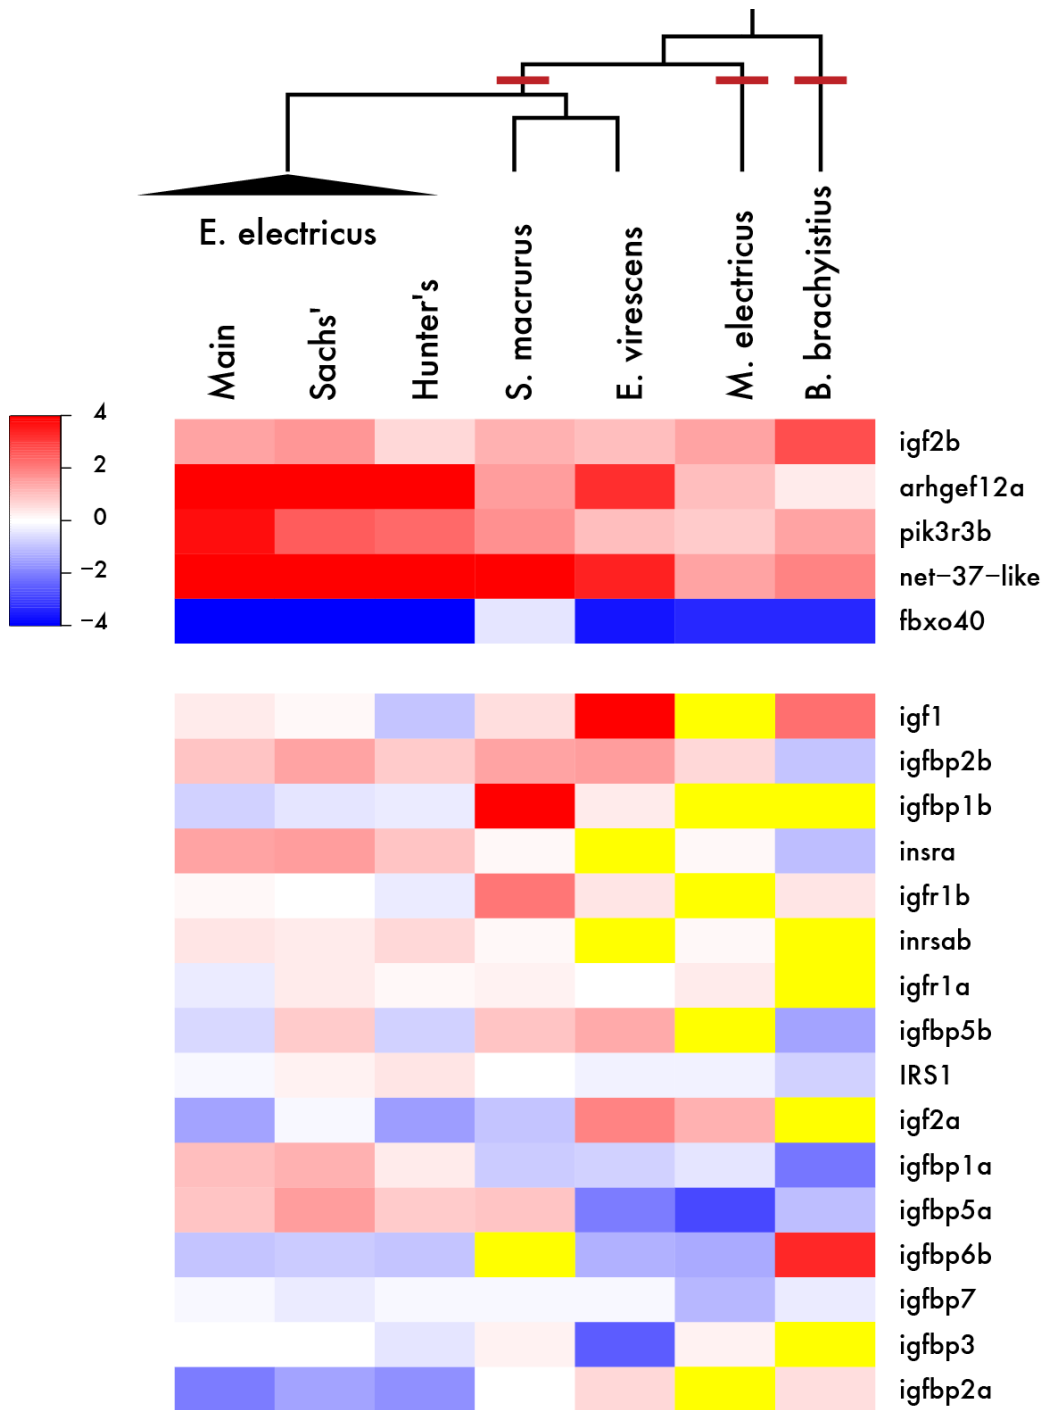 E. electricus
Main
Sachs'
Hunter's
S. macrurus
E. virescens
M. electricus
B. brachyistius
4
2
0
−2
−4
igf2b
arhgef12a
pik3r3b
net−37−like
fbxo40
igf1
igfbp2b
igfbp1b
insra
igfr1b
inrsab
igfr1a
igfbp5b
IRS1
igf2a
igfbp1a
igfbp5a
igfbp6b
igfbp7
igfbp3
igfbp2a